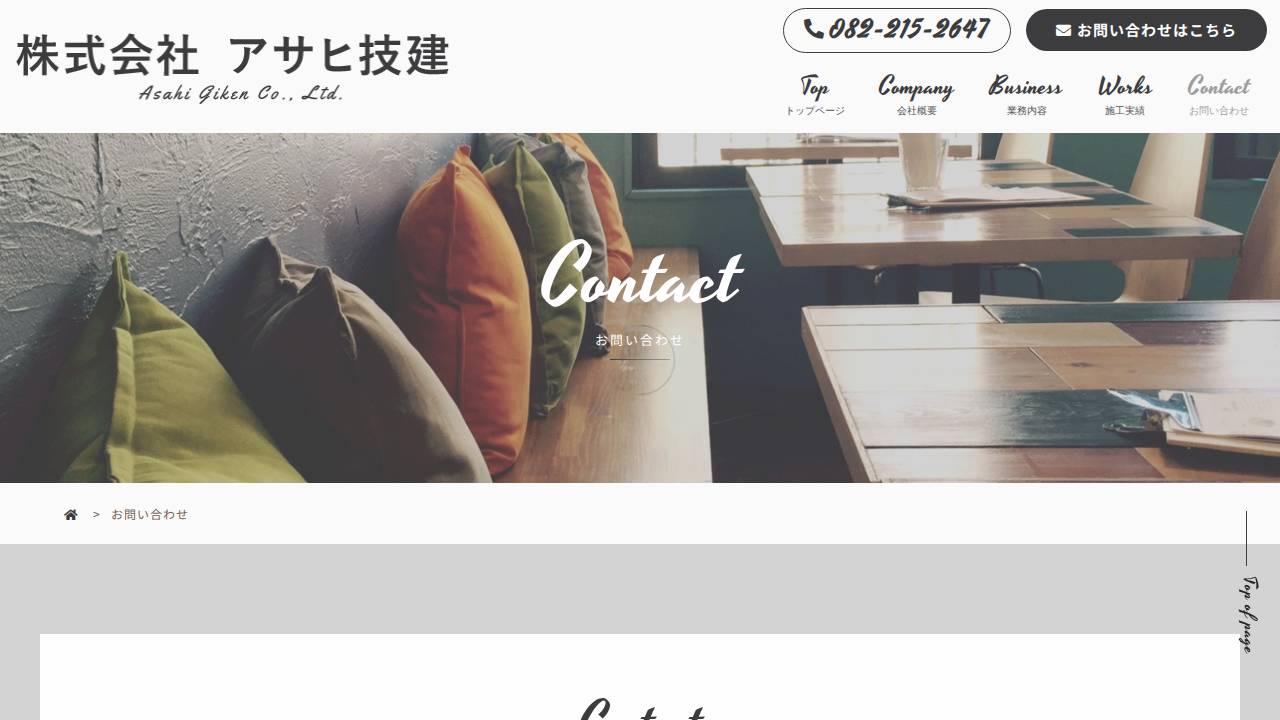 株式会社 アサヒ技建
Asahi Giken Co., Ltd.
082-215-2647
お問い合わせはこちら
Top
Company
Business
Works
Contact
トップページ
会社概要
業務内容
施工実績
お問い合わせ
Contact
お問い合わせ
> お問い合わせ
Top of page
Contact